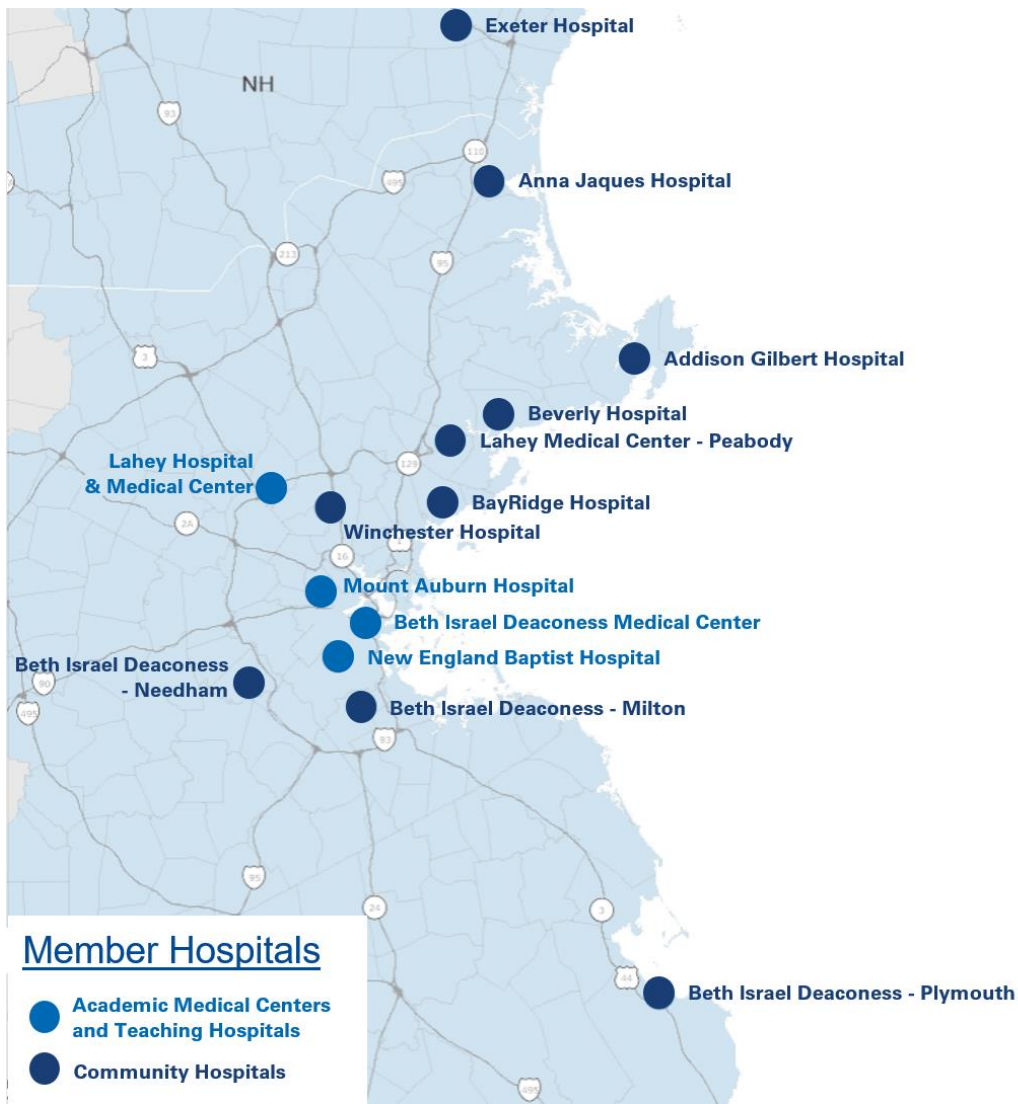 Exeter Hospital
NH
93
110
495
Anna Jaques Hospital
213
95
3
Addison Gilbert Hospital
Beverly Hospital
Lahey Medical Center - Peabody
129
Lahey Hospital
& Medical Center
BayRidge Hospital
2A
Winchester Hospital
1
16
Mount Auburn Hospital
Beth Israel Deaconess Medical Center
New England Baptist Hospital
Beth Israel Deaconess
- Needham
90
495
Beth Israel Deaconess - Milton
93
95
24
3
44
Beth Israel Deaconess - Plymouth
495
Member Hospitals
Academic Medical Centers
and Teaching Hospitals
Community Hospitals